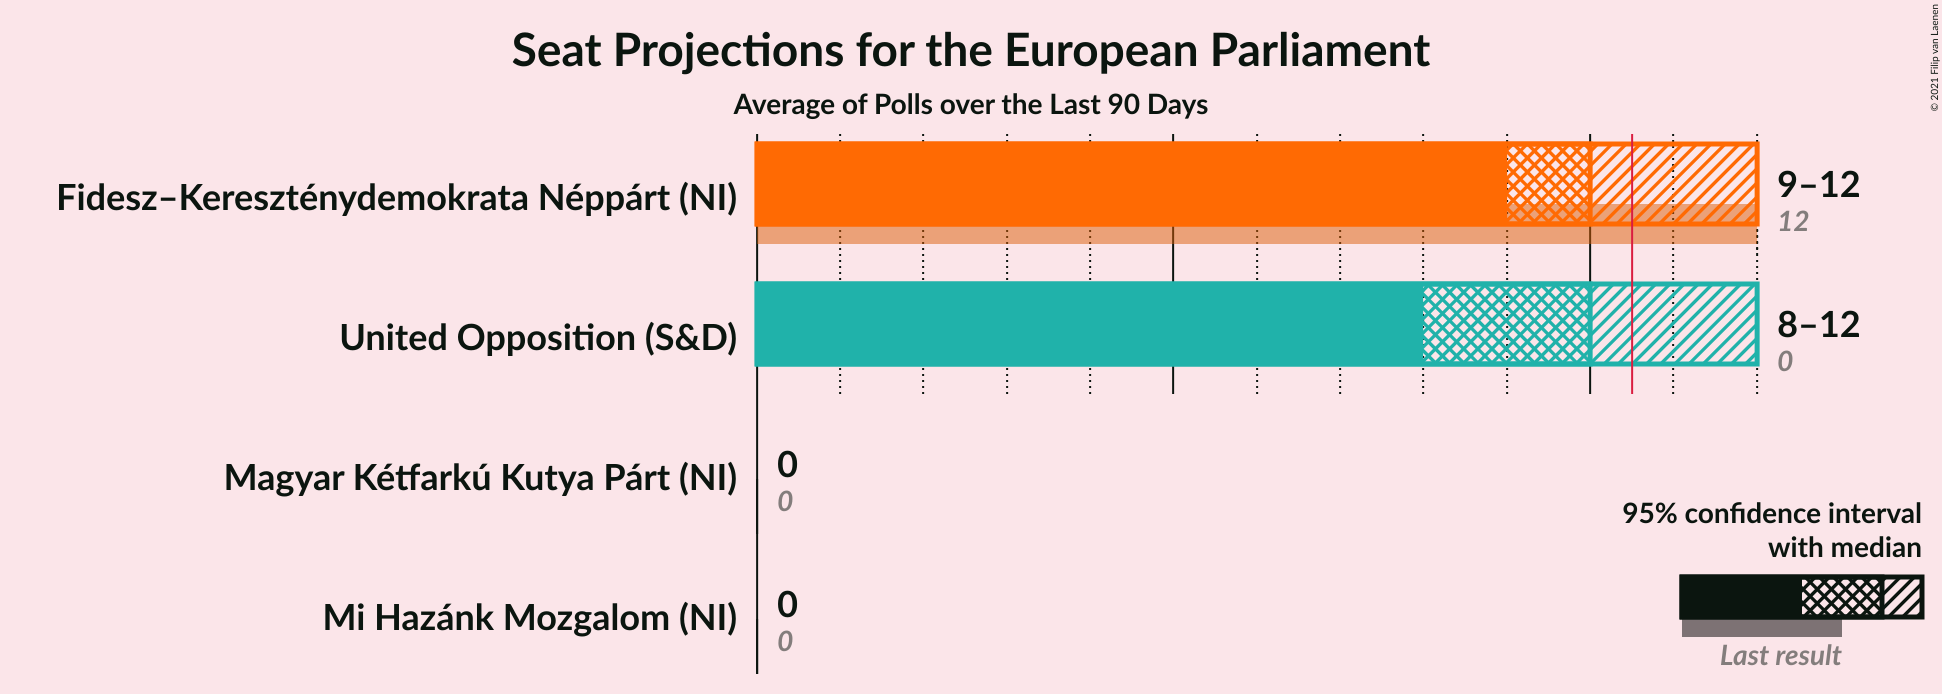 Seat Projections for the European Parliament
Average of Polls over the Last 90 Days
© 2021 Filip van Laenen
Fidesz–Kereszténydemokrata Néppárt (NI)
9–12
12
United Opposition (S&D)
8–12
0
Magyar Kétfarkú Kutya Párt (NI)
0
0
Mi Hazánk Mozgalom (NI)
0
0
95% confidence interval
with median
Last result